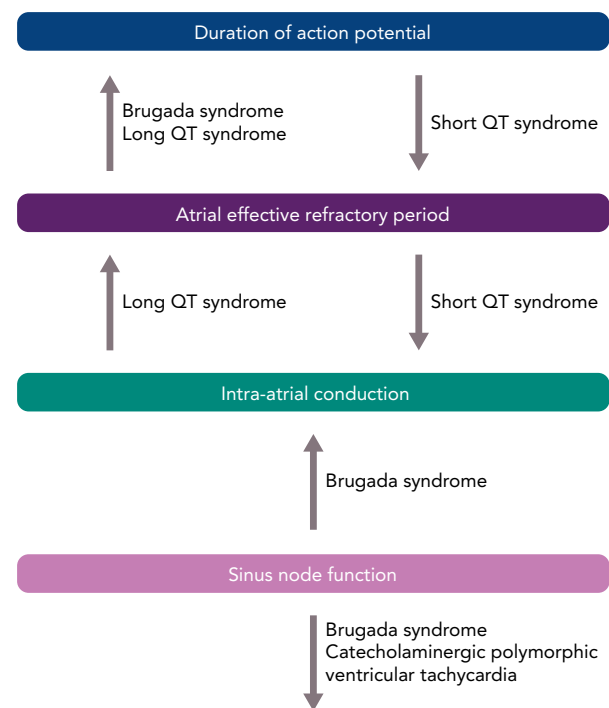 Duration of action potential
Brugada syndrome
Long QT syndrome
Short QT syndrome
Atrial effective refractory period
Long QT syndrome
Short QT syndrome
Intra-atrial conduction
Brugada syndrome
Sinus node function
Brugada syndrome
Catecholaminergic polymorphic
ventricular tachycardia